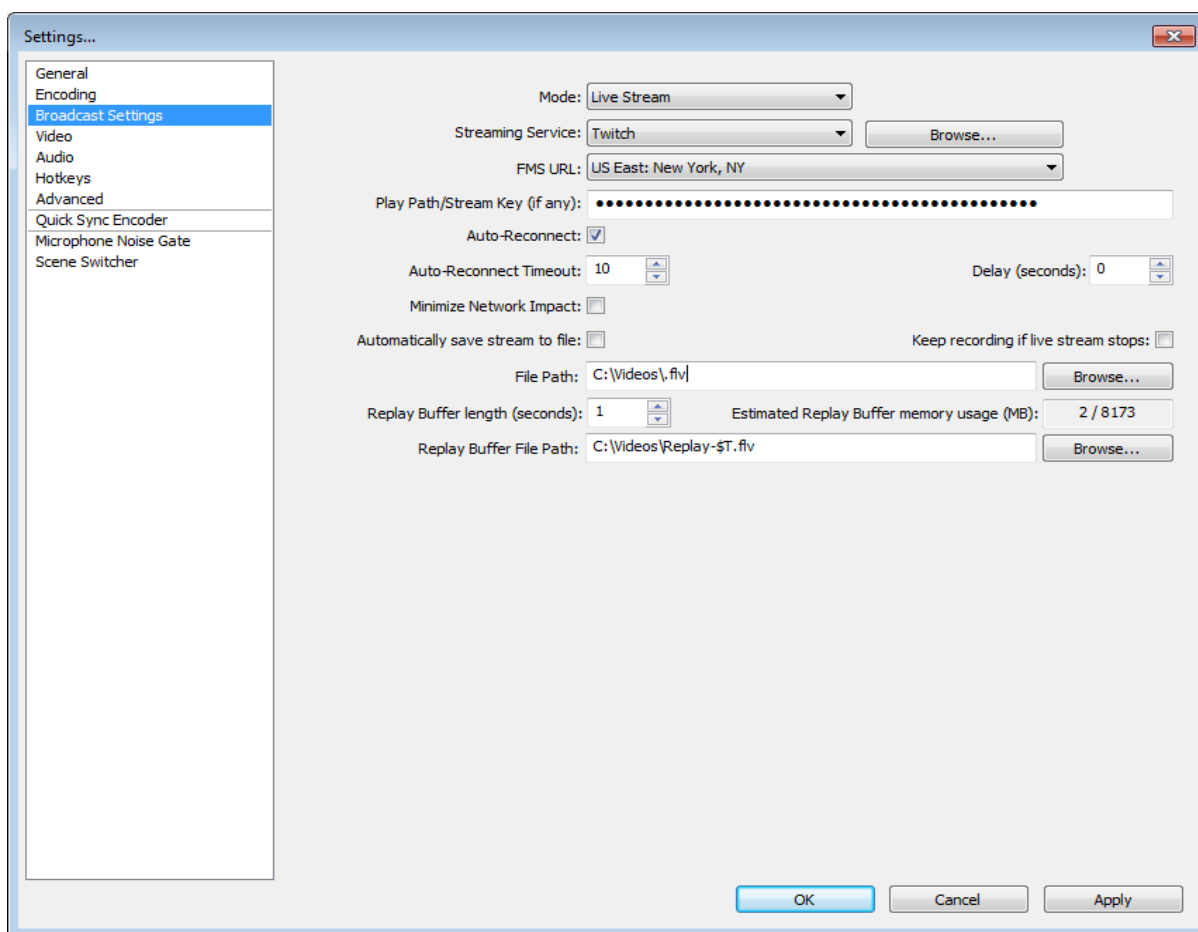 Settings...
General
Encoding
Broadcast Settings
Video
Audio
Hotkeys
Advanced
Quick Sync Encoder
Microphone Noise Gate
Scene Switcher
Mode: Live Stream
Streaming Service: Twitch Browse...
FMS URL: US East: New York, NY
Play Path/Stream Key (if any): •••••••••••••••••••••••••••••••••••••••••••••
Auto-Reconnect:
Auto-Reconnect Timeout: 10 Delay (seconds): 0
Minimize Network Impact:
Automatically save stream to file: Keep recording if live stream stops:
File Path: C:\Videos\.flv Browse...
Replay Buffer length (seconds): 1 Estimated Replay Buffer memory usage (MB): 2 / 8173
Replay Buffer File Path: C:\Videos\Replay-$T.flv Browse...
OK Cancel Apply